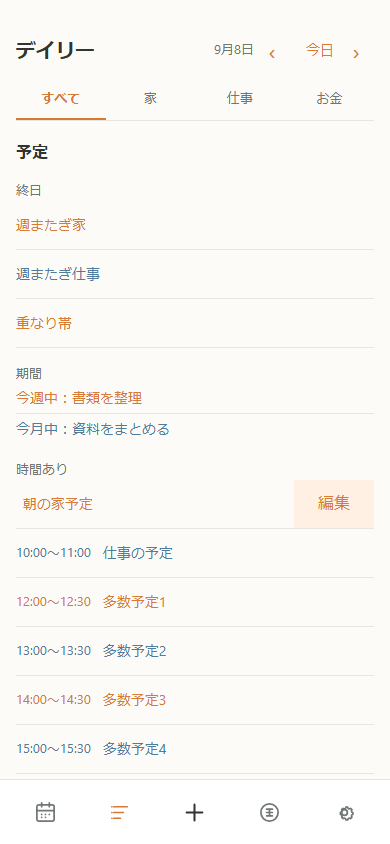 デイリー 9月8日 ‹ 今日 ›
すべて 家 仕事 お金
予定
終日
週またぎ家
週またぎ仕事
重なり帯
期間
今週中：書類を整理
今月中：資料をまとめる
時間あり
朝の家予定 編集
10:00〜11:00 仕事の予定
12:00〜12:30 多数予定1
13:00〜13:30 多数予定2
14:00〜14:30 多数予定3
15:00〜15:30 多数予定4